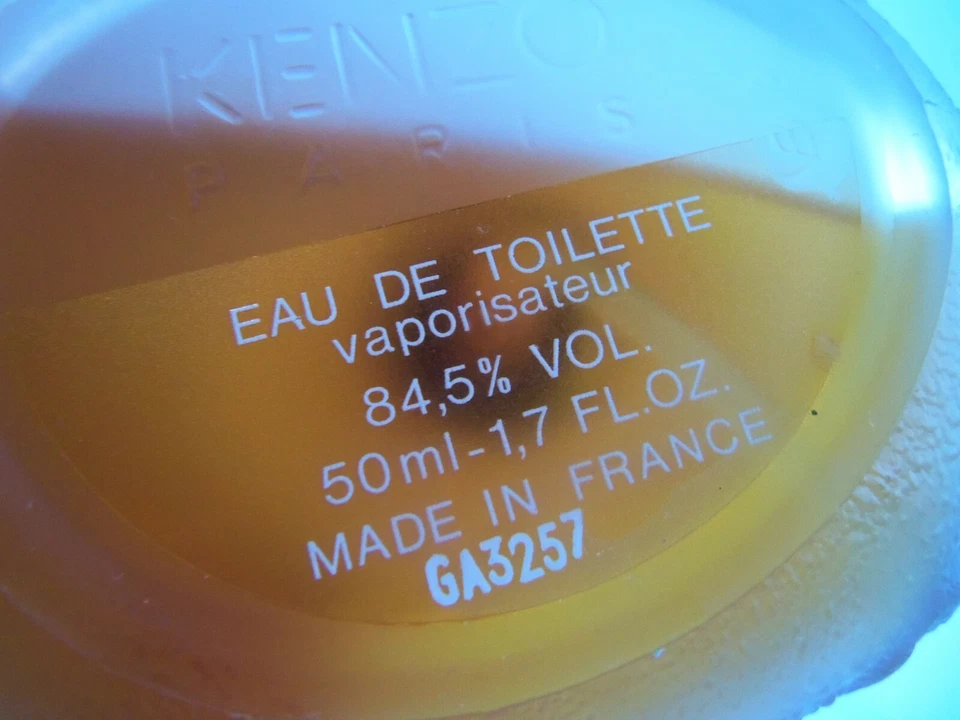 KENZO
PARIS
EAU DE TOILETTE
vaporisateur
84,5% VOL.
50ml-1,7 FL.OZ.
MADE IN FRANCE
GA3257